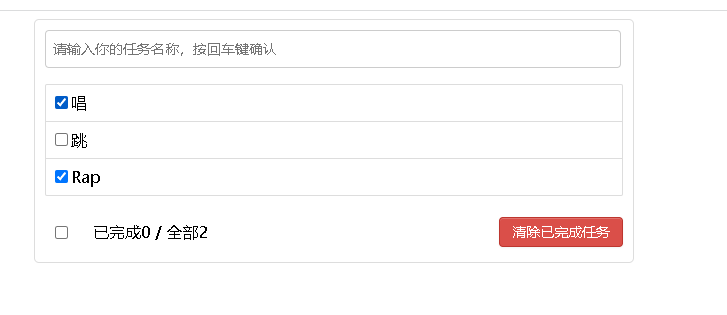 请输入你的任务名称，按回车键确认
唱
跳
Rap
已完成0 / 全部2
清除已完成任务